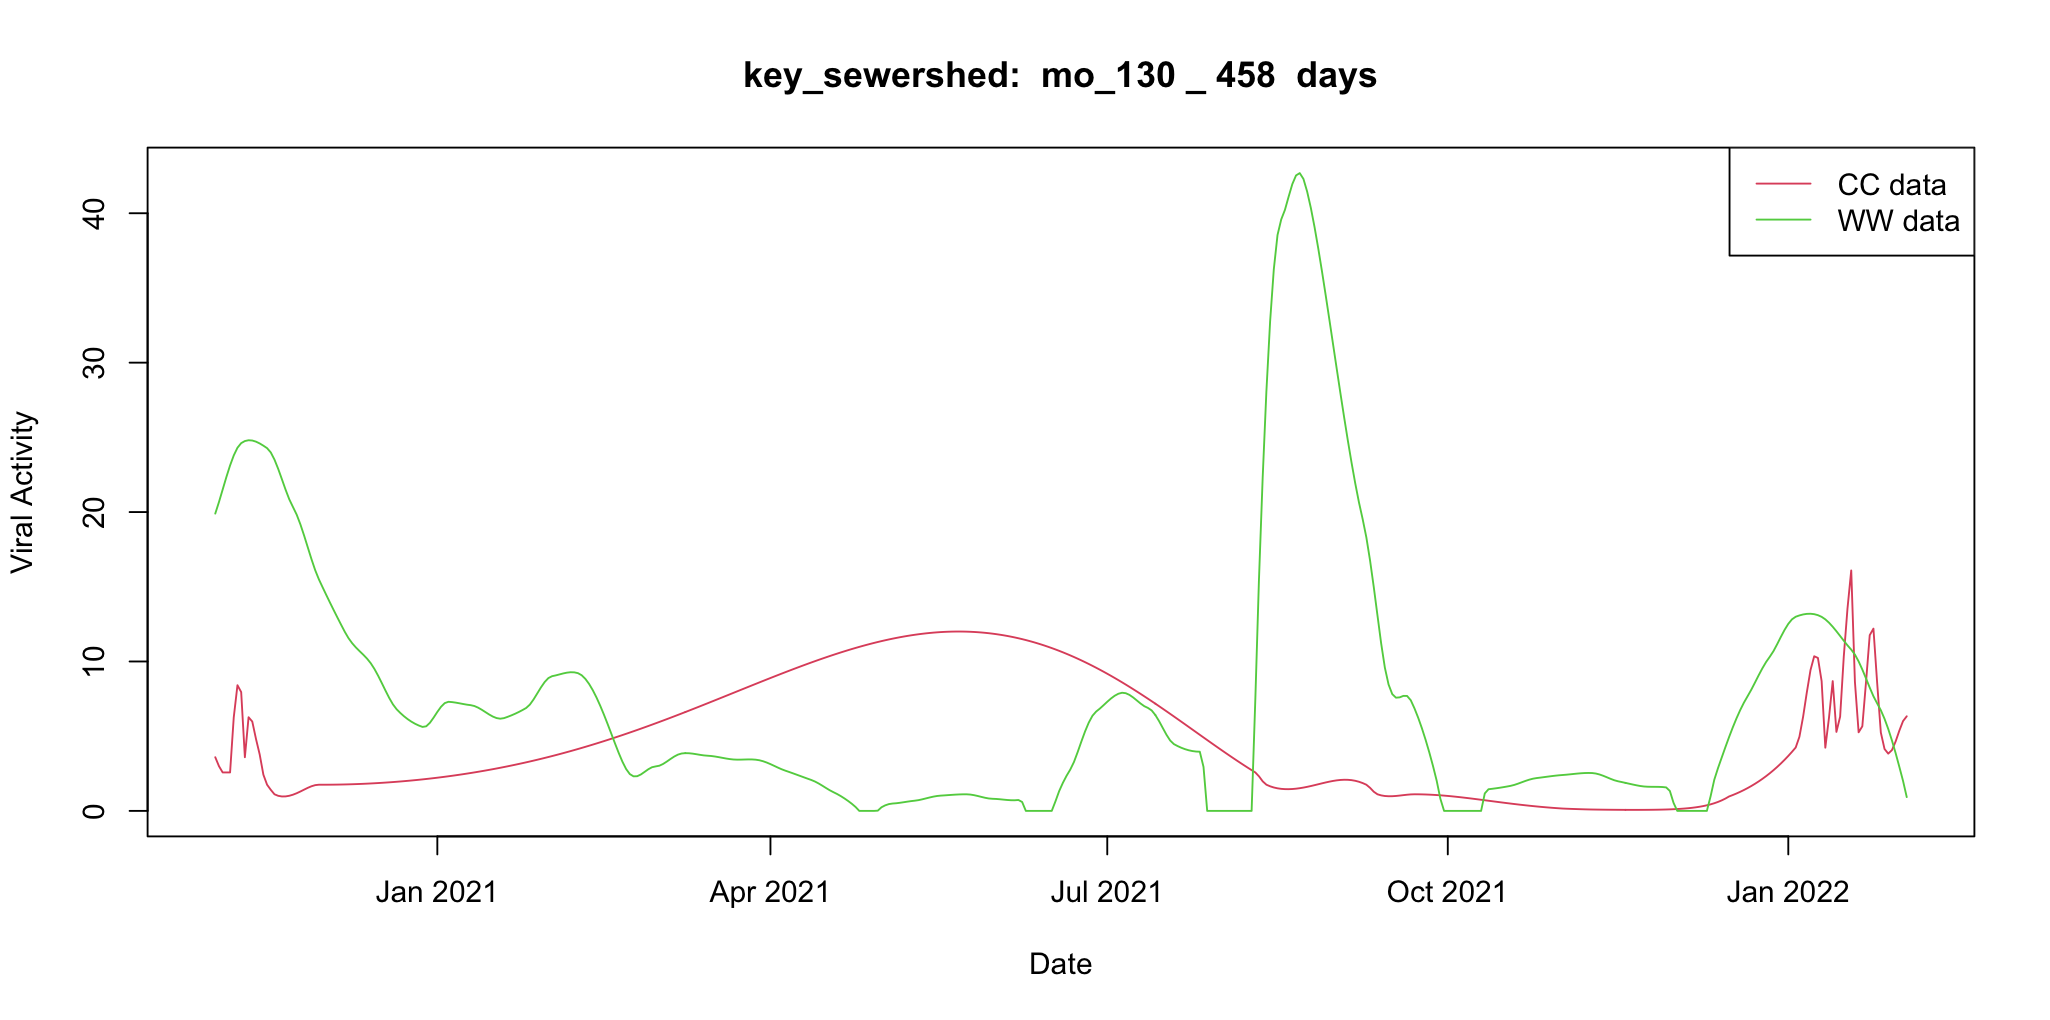 key_sewershed:  mo_130 _ 458  days
CC data
WW data
Viral Activity
40
30
20
10
0
Jan 2021
Apr 2021
Jul 2021
Oct 2021
Jan 2022
Date